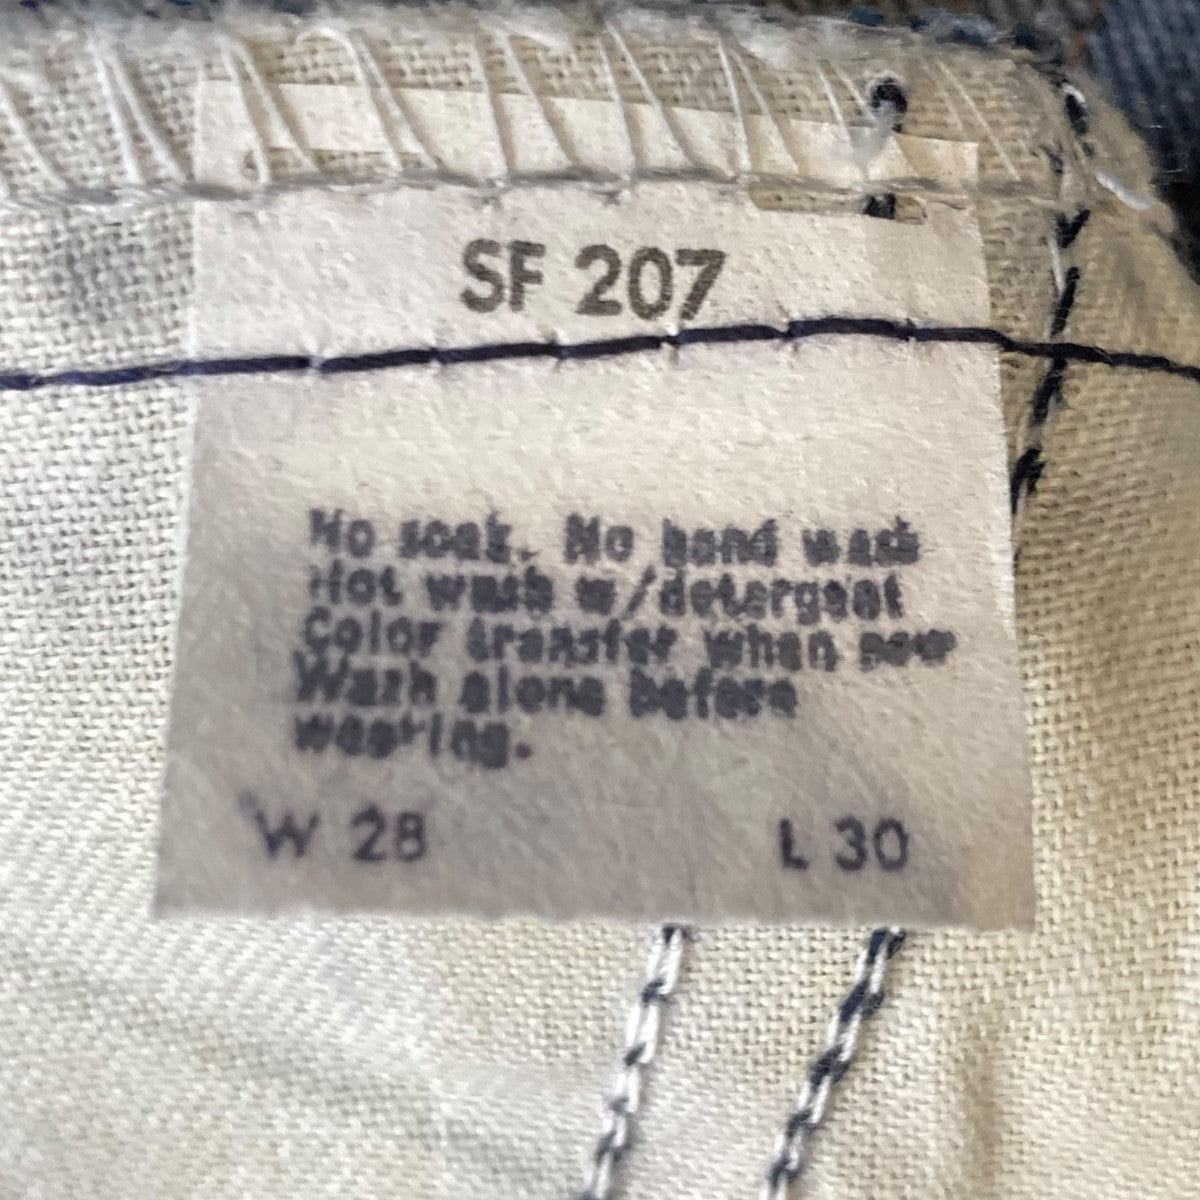 SF 207
No soak. No hand wash
Hot wash w/detergent
Color transfer when new
Wash alone before
wearing.
W 28 L 30